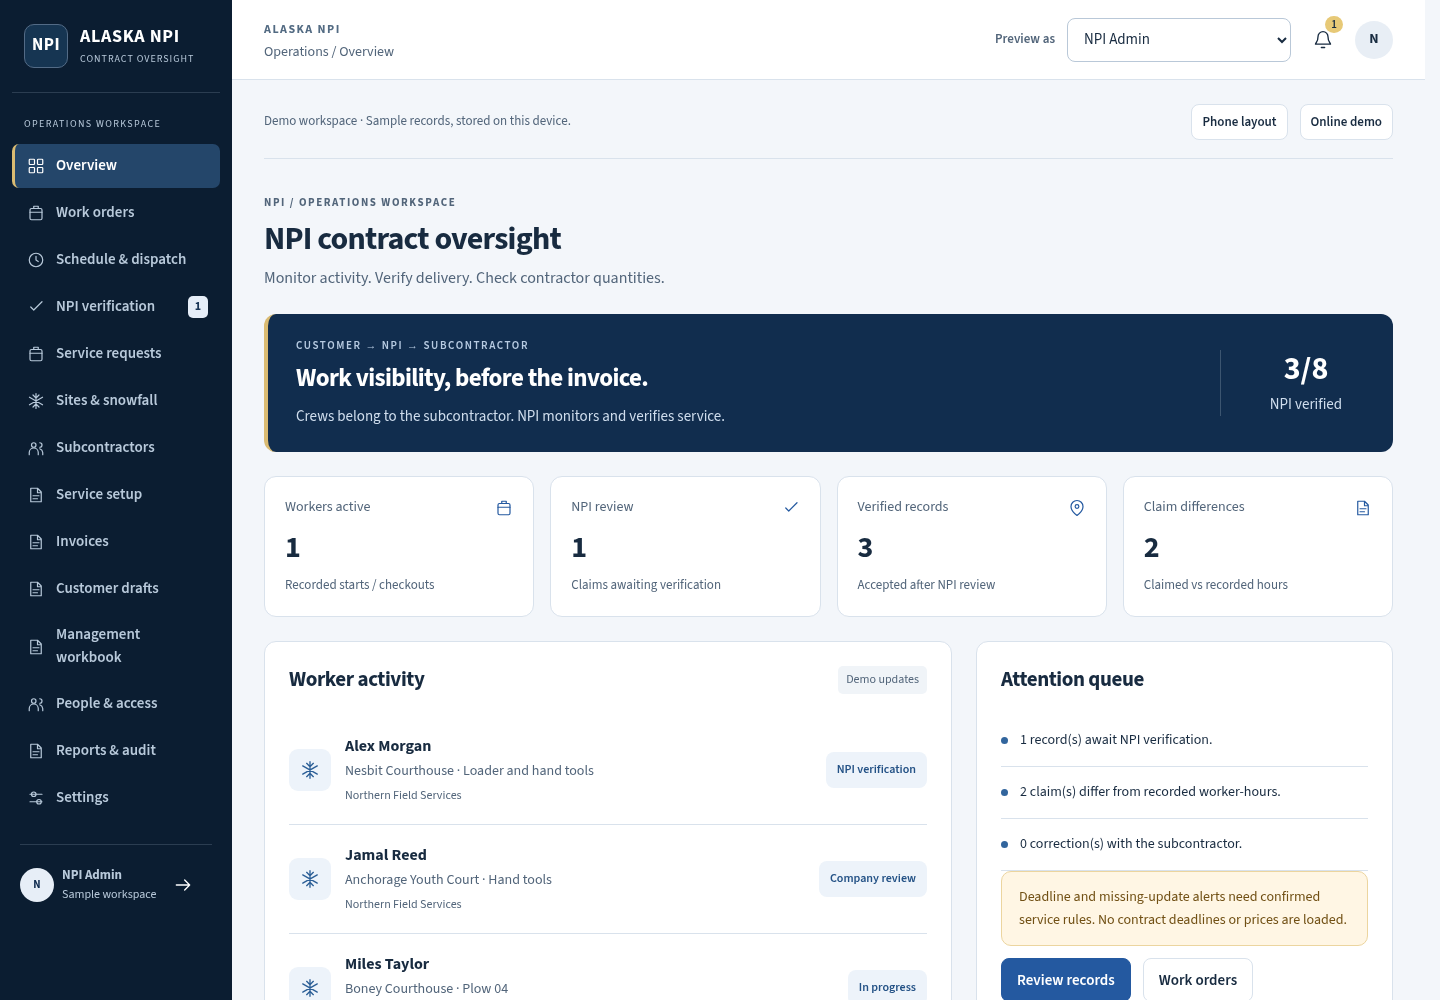 NPI
ALASKA NPI
CONTRACT OVERSIGHT
OPERATIONS WORKSPACE
Overview
Work orders
Schedule & dispatch
NPI verification
1
Service requests
Sites & snowfall
Subcontractors
Service setup
Invoices
Customer drafts
Management
workbook
People & access
Reports & audit
Settings
N
NPI Admin
Sample workspace
ALASKA NPI
Operations / Overview
Preview as
NPI Admin
1
N
Demo workspace · Sample records, stored on this device.
Phone layout
Online demo
NPI / OPERATIONS WORKSPACE
NPI contract oversight
Monitor activity. Verify delivery. Check contractor quantities.
CUSTOMER → NPI → SUBCONTRACTOR
Work visibility, before the invoice.
Crews belong to the subcontractor. NPI monitors and verifies service.
3/8
NPI verified
Workers active
1
Recorded starts / checkouts
NPI review
1
Claims awaiting verification
Verified records
3
Accepted after NPI review
Claim differences
2
Claimed vs recorded hours
Worker activity
Demo updates
Alex Morgan
Nesbit Courthouse · Loader and hand tools
Northern Field Services
NPI verification
Jamal Reed
Anchorage Youth Court · Hand tools
Northern Field Services
Company review
Miles Taylor
Boney Courthouse · Plow 04
In progress
Attention queue
1 record(s) await NPI verification.
2 claim(s) differ from recorded worker-hours.
0 correction(s) with the subcontractor.
Deadline and missing-update alerts need confirmed
service rules. No contract deadlines or prices are loaded.
Review records
Work orders